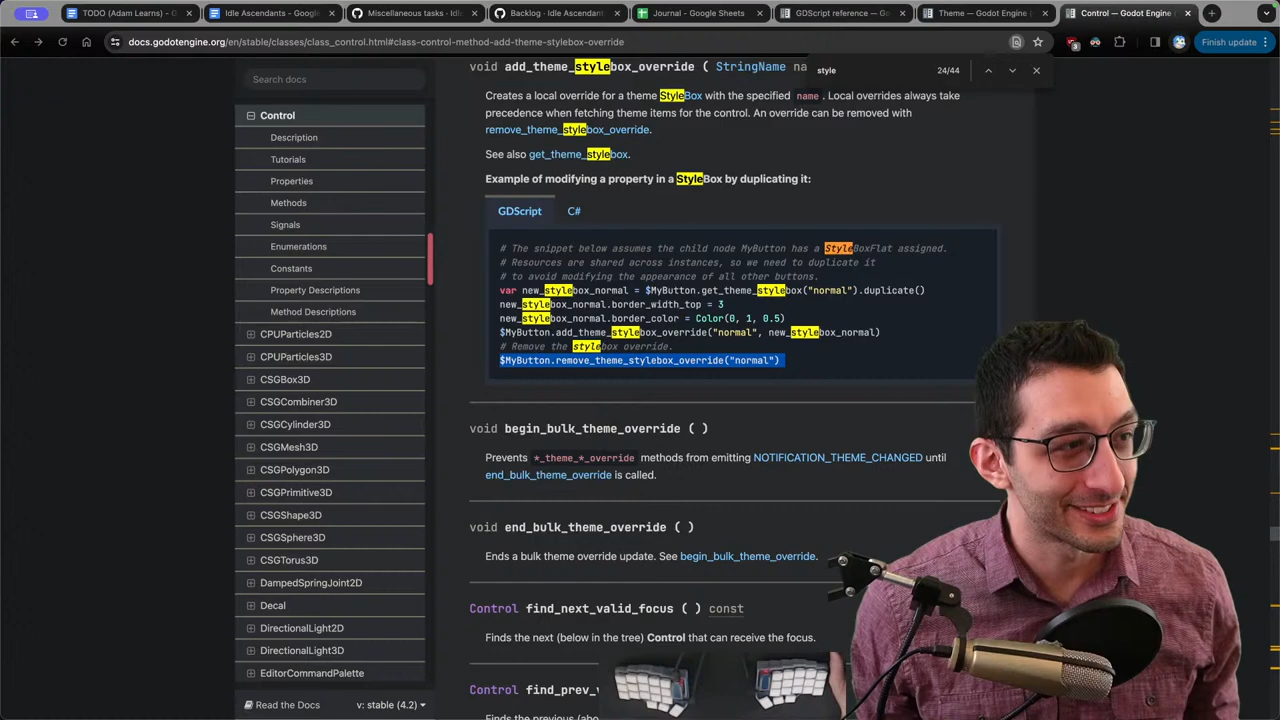 TODO (Adam Learns) - Google
Idle Ascendants - Google
Miscellaneous tasks · Idle
Backlog · Idle Ascendant
Journal - Google Sheets
GDScript reference — Godot
Theme — Godot Engine (
Control — Godot Engine
docs.godotengine.org/en/stable/classes/class_control.html#class-control-method-add-theme-stylebox-override
Finish update
style
24/44
Search docs
Control
Description
Tutorials
Properties
Methods
Signals
Enumerations
Constants
Property Descriptions
Method Descriptions
CPUParticles2D
CPUParticles3D
CSGBox3D
CSGCombiner3D
CSGCylinder3D
CSGMesh3D
CSGPolygon3D
CSGPrimitive3D
CSGShape3D
CSGSphere3D
CSGTorus3D
DampedSpringJoint2D
Decal
DirectionalLight2D
DirectionalLight3D
EditorCommandPalette
Read the Docs
v: stable (4.2)
void add_theme_stylebox_override ( StringName na
Creates a local override for a theme StyleBox with the specified name . Local overrides always take
precedence when fetching theme items for the control. An override can be removed with
remove_theme_stylebox_override.
See also get_theme_stylebox.
Example of modifying a property in a StyleBox by duplicating it:
GDScript
C#
# The snippet below assumes the child node MyButton has a StyleBoxFlat assigned.
# Resources are shared across instances, so we need to duplicate it
# to avoid modifying the appearance of all other buttons.
var new_stylebox_normal = $MyButton.get_theme_stylebox("normal").duplicate()
new_stylebox_normal.border_width_top = 3
new_stylebox_normal.border_color = Color(0, 1, 0.5)
$MyButton.add_theme_stylebox_override("normal", new_stylebox_normal)
# Remove the stylebox override.
$MyButton.remove_theme_stylebox_override("normal")
void begin_bulk_theme_override ( )
Prevents *_theme_*_override methods from emitting NOTIFICATION_THEME_CHANGED until
end_bulk_theme_override is called.
void end_bulk_theme_override ( )
Ends a bulk theme override update. See begin_bulk_theme_override.
Control find_next_valid_focus ( ) const
Finds the next (below in the tree) Control that can receive the focus.
Control find_prev_v
Finds the previous (abo